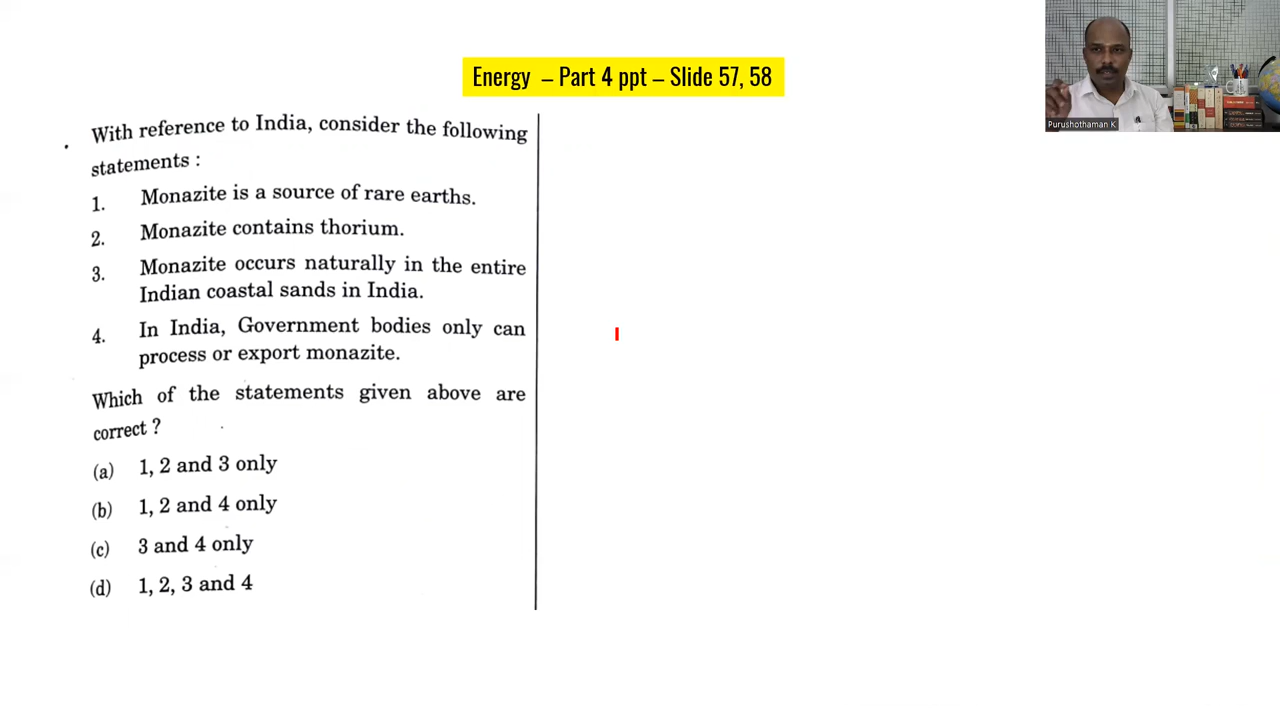 Energy – Part 4 ppt – Slide 57, 58
Purushothaman K
With reference to India, consider the following
statements :
1. Monazite is a source of rare earths.
2. Monazite contains thorium.
3. Monazite occurs naturally in the entire
Indian coastal sands in India.
4. In India, Government bodies only can
process or export monazite.
Which of the statements given above are
correct ?
(a) 1, 2 and 3 only
(b) 1, 2 and 4 only
(c) 3 and 4 only
(d) 1, 2, 3 and 4